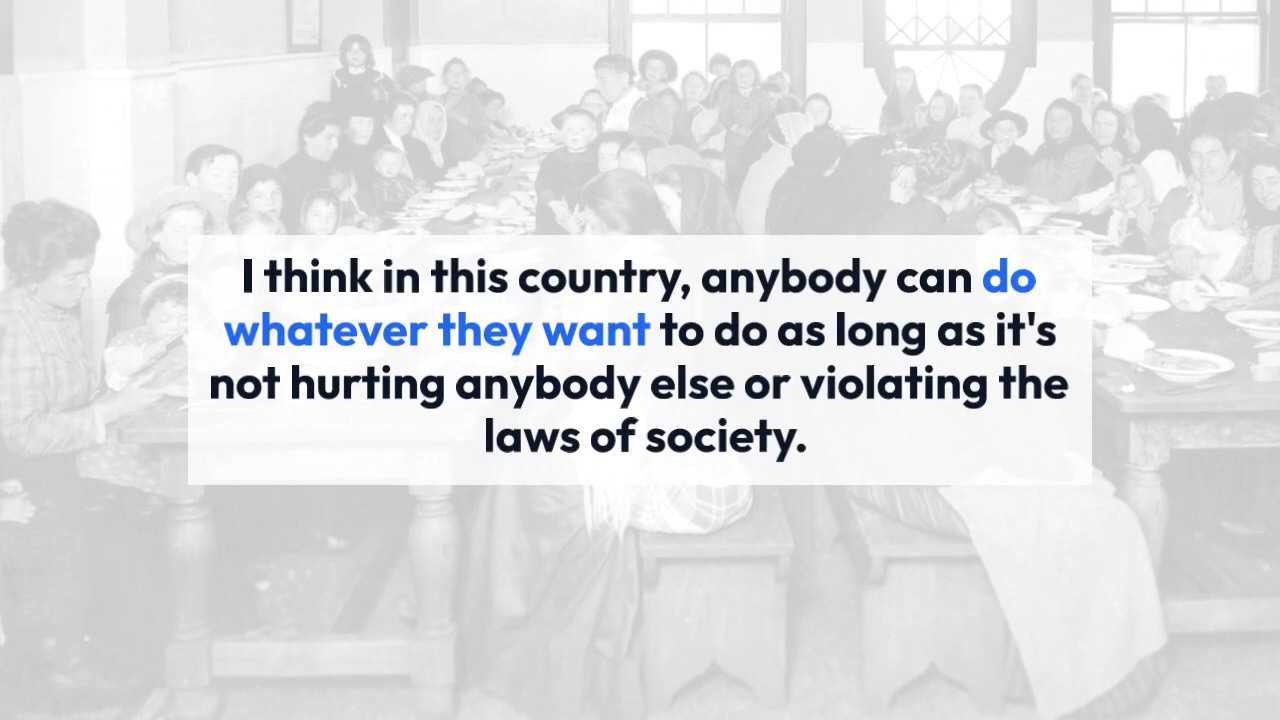 I think in this country, anybody can do
whatever they want to do as long as it's
not hurting anybody else or violating the
laws of society.